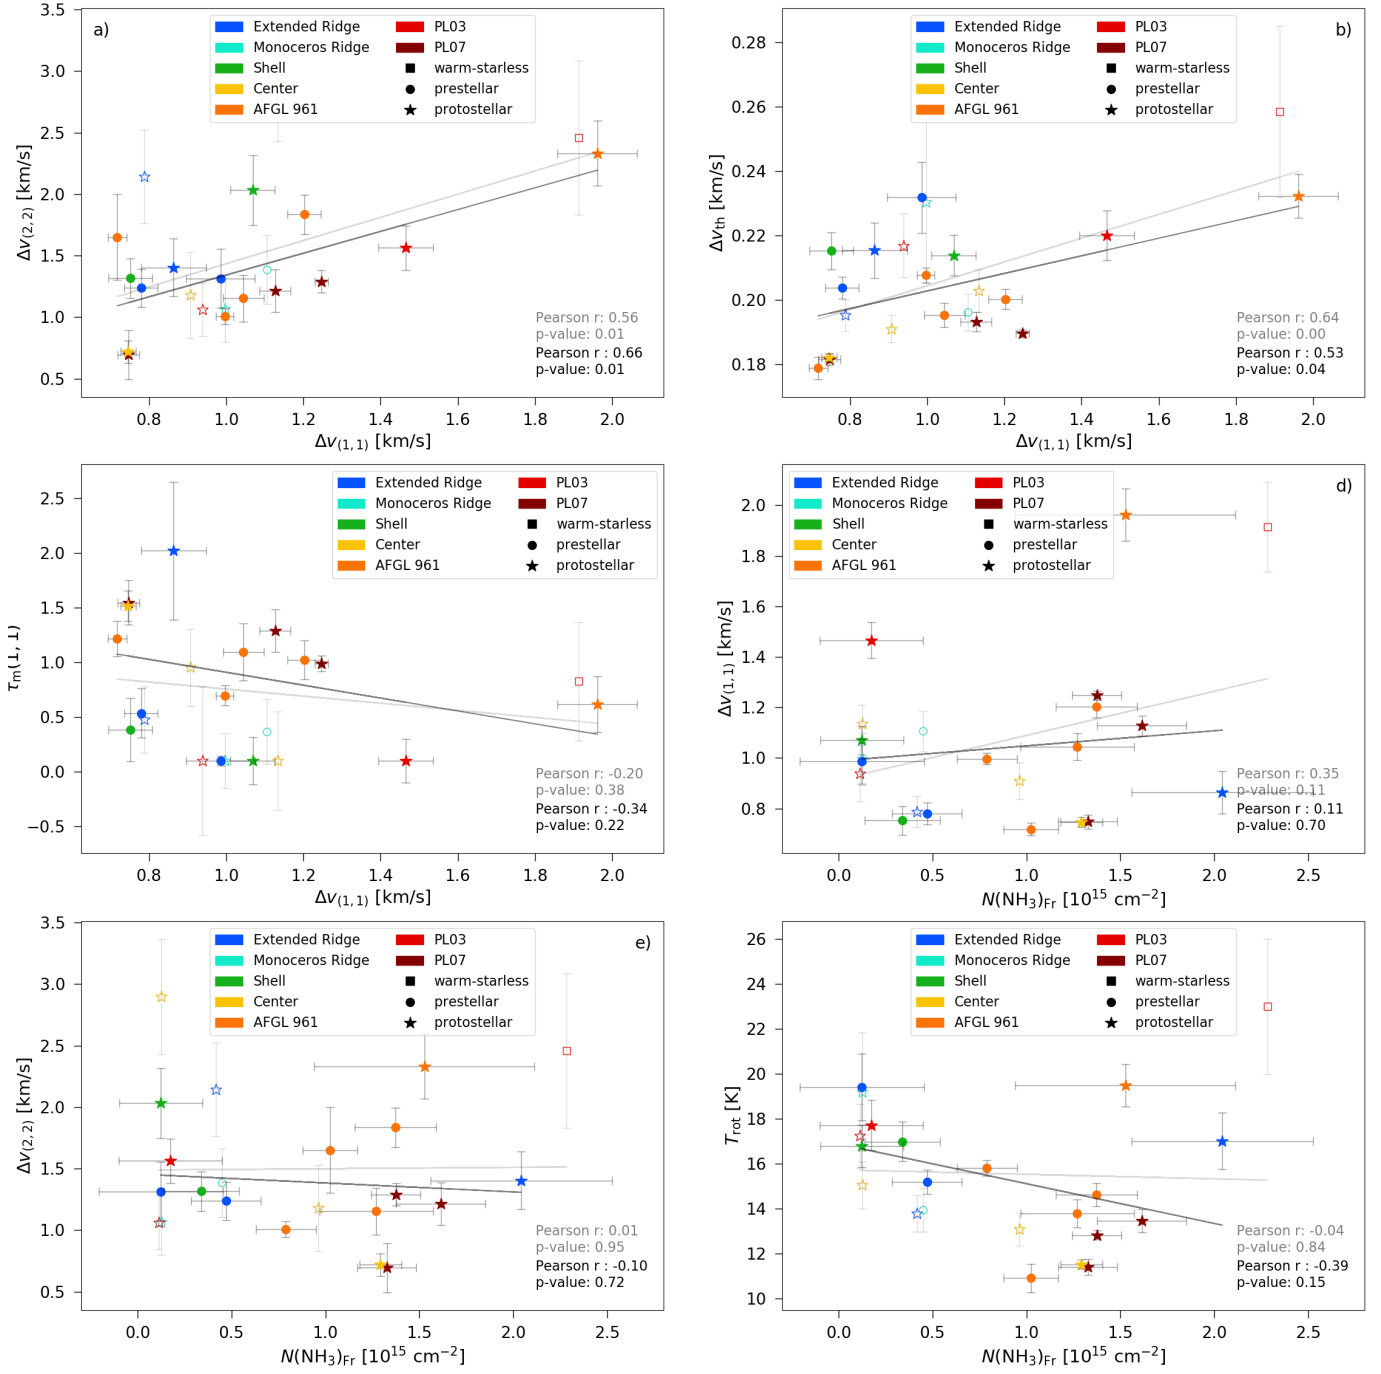 a)
Extended Ridge
Monoceros Ridge
Shell
Center
AFGL 961
PL03
PL07
warm-starless
prestellar
protostellar
3.5
3.0
2.5
2.0
1.5
1.0
0.5
Δv(2, 2) [km/s]
Pearson r: 0.56
p-value: 0.01
Pearson r : 0.66
p-value: 0.01
0.8 1.0 1.2 1.4 1.6 1.8 2.0
Δv(1, 1) [km/s]
b)
Extended Ridge
Monoceros Ridge
Shell
Center
AFGL 961
PL03
PL07
warm-starless
prestellar
protostellar
0.28
0.26
0.24
0.22
0.20
0.18
Δvth [km/s]
Pearson r: 0.64
p-value: 0.00
Pearson r : 0.53
p-value: 0.04
0.8 1.0 1.2 1.4 1.6 1.8 2.0
Δv(1, 1) [km/s]
Extended Ridge
Monoceros Ridge
Shell
Center
AFGL 961
PL03
PL07
warm-starless
prestellar
protostellar
2.5
2.0
1.5
1.0
0.5
0.0
−0.5
τm(1, 1)
Pearson r: -0.20
p-value: 0.38
Pearson r : -0.34
p-value: 0.22
0.8 1.0 1.2 1.4 1.6 1.8 2.0
Δv(1, 1) [km/s]
d)
Extended Ridge
Monoceros Ridge
Shell
Center
AFGL 961
PL03
PL07
warm-starless
prestellar
protostellar
2.0
1.8
1.6
1.4
1.2
1.0
0.8
Δv(1, 1) [km/s]
Pearson r: 0.35
p-value: 0.11
Pearson r : 0.11
p-value: 0.70
0.0 0.5 1.0 1.5 2.0 2.5
N(NH₃)Fr [10¹⁵ cm⁻²]
e)
Extended Ridge
Monoceros Ridge
Shell
Center
AFGL 961
PL03
PL07
warm-starless
prestellar
protostellar
3.5
3.0
2.5
2.0
1.5
1.0
0.5
Δv(2, 2) [km/s]
Pearson r: 0.01
p-value: 0.95
Pearson r : -0.10
p-value: 0.72
0.0 0.5 1.0 1.5 2.0 2.5
N(NH₃)Fr [10¹⁵ cm⁻²]
Extended Ridge
Monoceros Ridge
Shell
Center
AFGL 961
PL03
PL07
warm-starless
prestellar
protostellar
26
24
22
20
18
16
14
12
10
Trot [K]
Pearson r: -0.04
p-value: 0.84
Pearson r : -0.39
p-value: 0.15
0.0 0.5 1.0 1.5 2.0 2.5
N(NH₃)Fr [10¹⁵ cm⁻²]